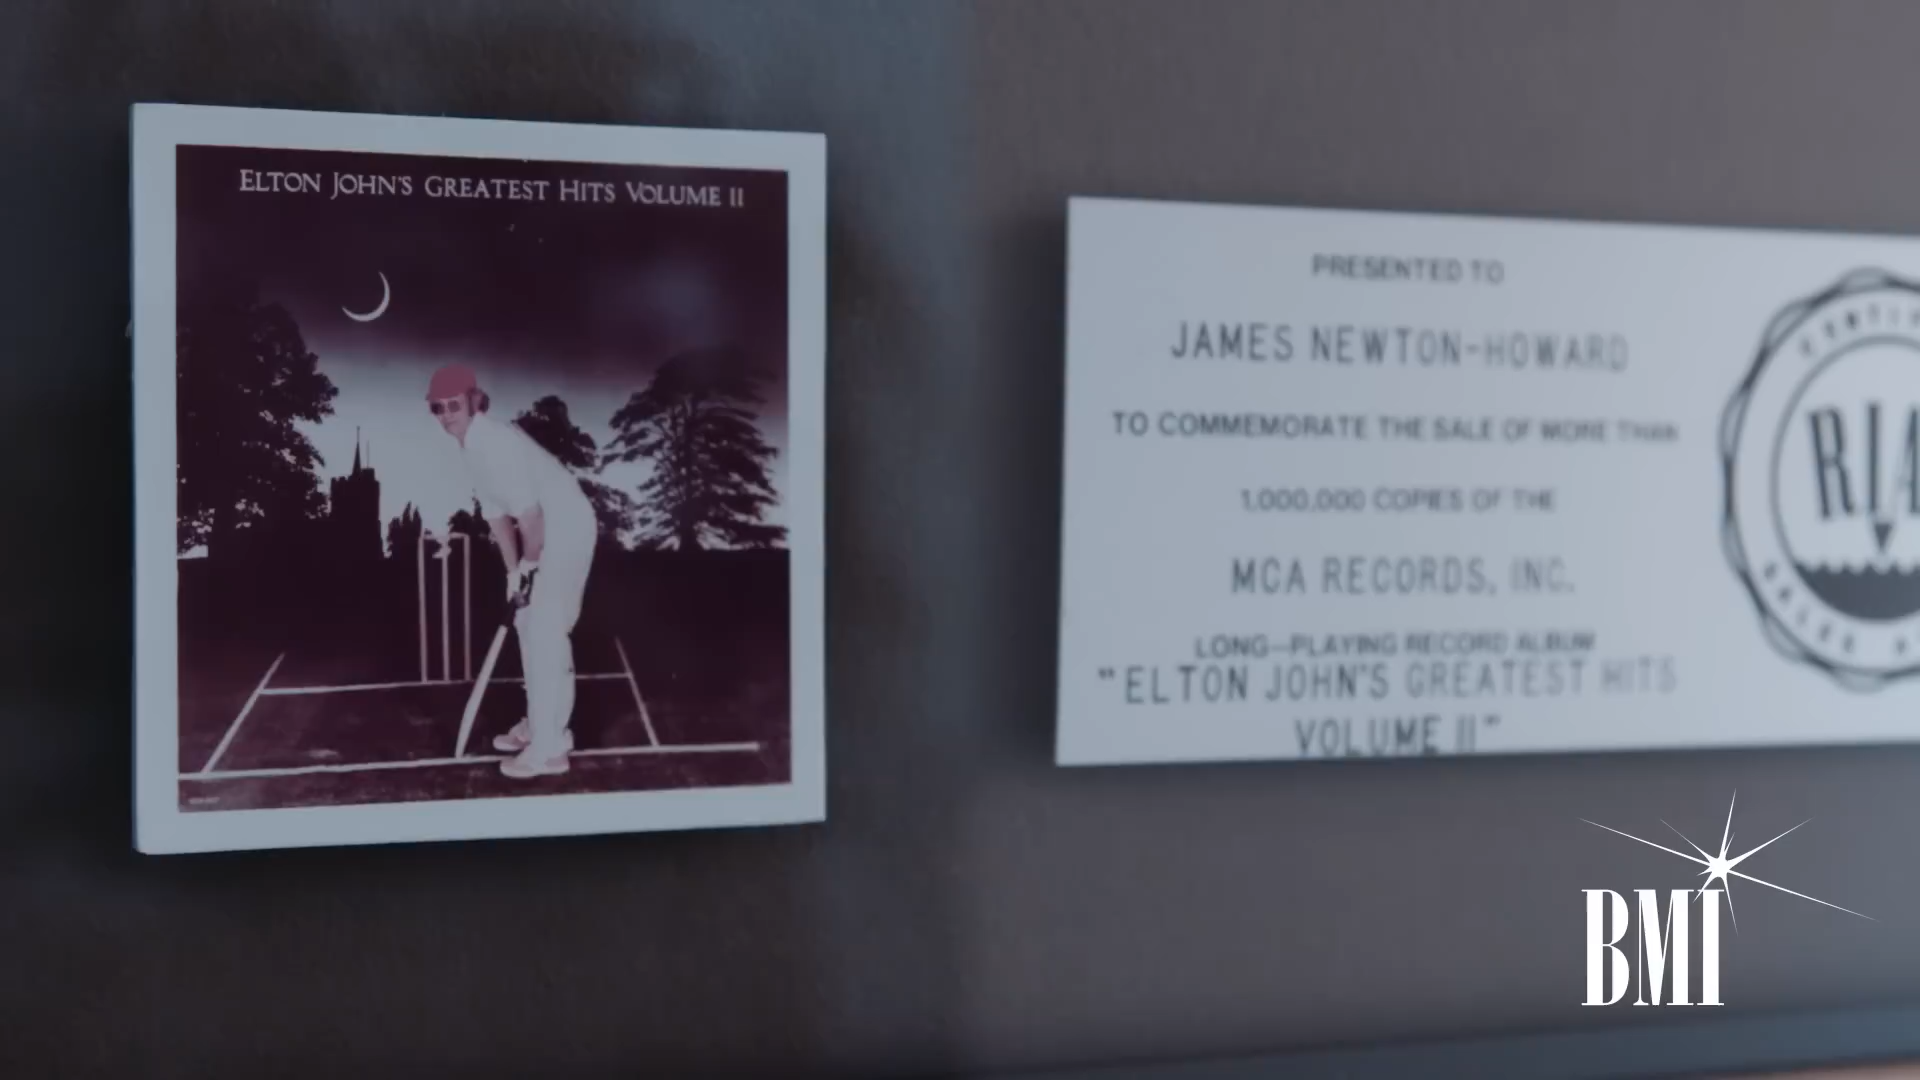 ELTON JOHN'S GREATEST HITS VOLUME II
PRESENTED TO
JAMES NEWTON-HOWARD
TO COMMEMORATE THE SALE OF MORE THAN
1,000,000 COPIES OF THE
MCA RECORDS, INC.
LONG-PLAYING RECORD ALBUM
"ELTON JOHN'S GREATEST HITS
VOLUME II"
BMI